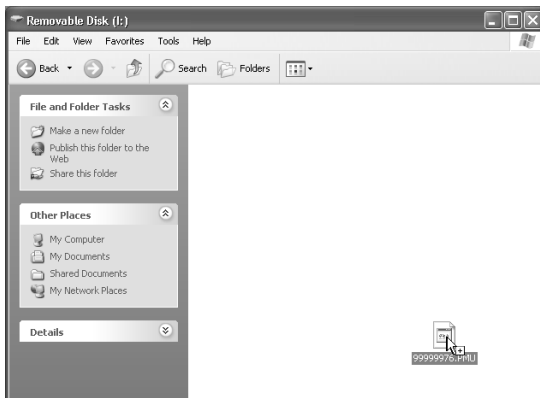 Removable Disk (I:)
File Edit View Favorites Tools Help
Back Search Folders
File and Folder Tasks
Make a new folder
Publish this folder to the
Web
Share this folder
Other Places
My Computer
My Documents
Shared Documents
My Network Places
Details
99999976.PMU